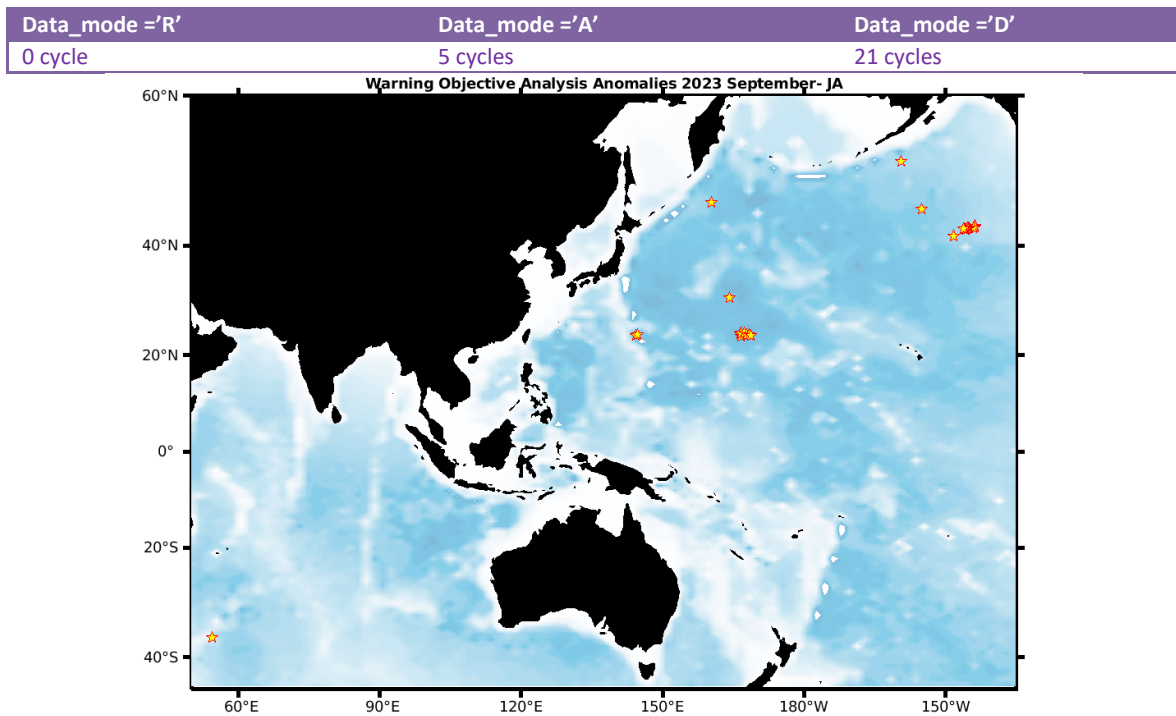 Data_mode =’R’ Data_mode =’A’ Data_mode =’D’
0 cycle 5 cycles 21 cycles
Warning Objective Analysis Anomalies 2023 September- JA
60°N
40°N
20°N
0°
20°S
40°S
60°E 90°E 120°E 150°E 180°W 150°W